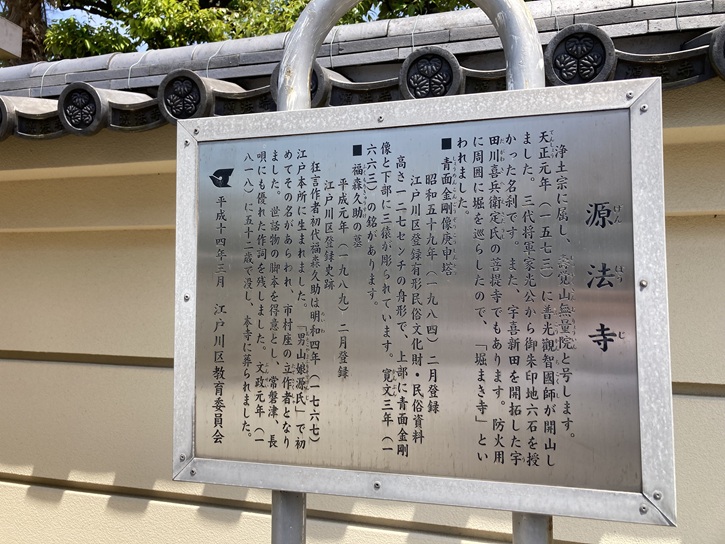 源法寺
げんぽうじ
浄土宗に属し、意覚山無量院と号します。
天正元年（一五七三）に普光観智國師が開山し
ました。三代将軍家光公から御朱印地六石を授
かった名刹です。また、宇喜新田を開拓した宇
田川喜兵衛定氏の菩提寺でもあります。防火用
に周囲に堀を巡らしたので、「堀まき寺」とい
われました。
■青面金剛像庚申塔
昭和五十九年（一九八四）二月登録
江戸川区登録有形民俗文化財・民俗資料
高さ一二七センチの舟形で、上部に青面金剛
像と下部に三猿が彫られています。寛文三年（一
六六三）の銘があります。
■福森久助の墓
平成元年（一九八九）二月登録
江戸川区登録史跡
狂言作者初代福森久助は明和四年（一七六七）
江戸本所に生まれました。「男山娘源氏」で初
めてその名があらわれ、市村座の立作者となり
ました。世話物の脚本を得意とし、常磐津、長
唄にも優れた作詞を残しました。文政元年（一
八一八）に五十二歳で没し、本寺に葬られました。
平成十四年三月　江戸川区教育委員会